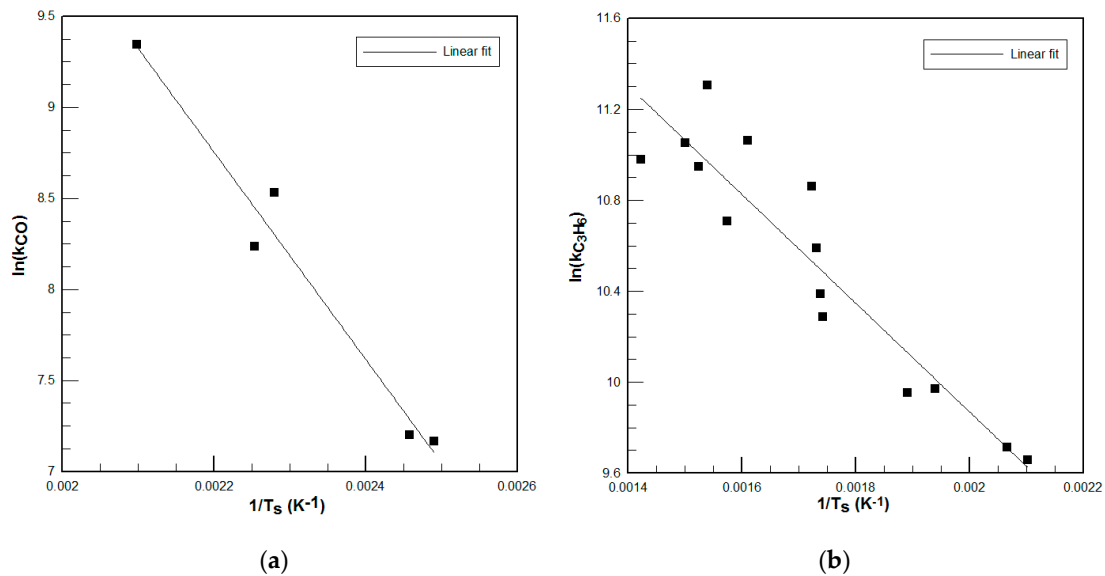 9.5
9
8.5
8
7.5
7
ln(kCO)
Linear fit
0.002
0.0022
0.0024
0.0026
1/Ts (K-1)
(a)
11.6
11.2
10.8
10.4
10
9.6
ln(kC3H6)
Linear fit
0.0014
0.0016
0.0018
0.002
0.0022
1/Ts (K-1)
(b)